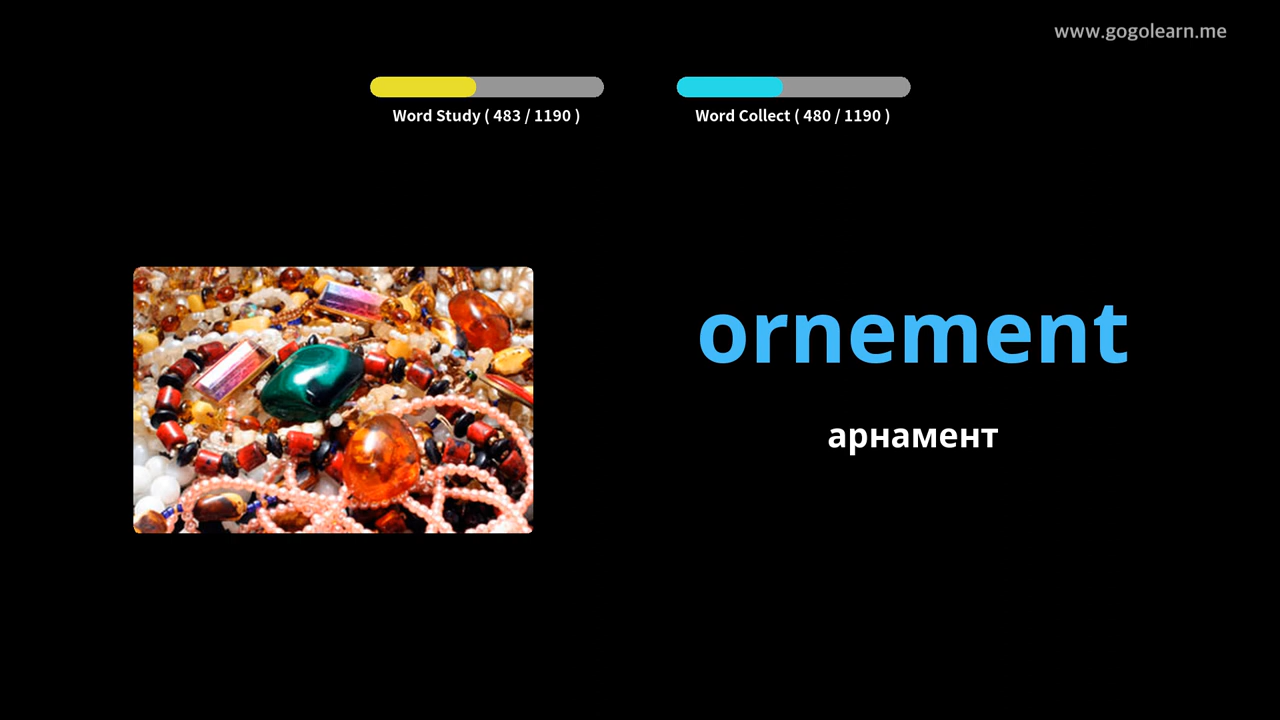 www.gogolearn.me
Word Study ( 483 / 1190 )
Word Collect ( 480 / 1190 )
ornement
арнамент